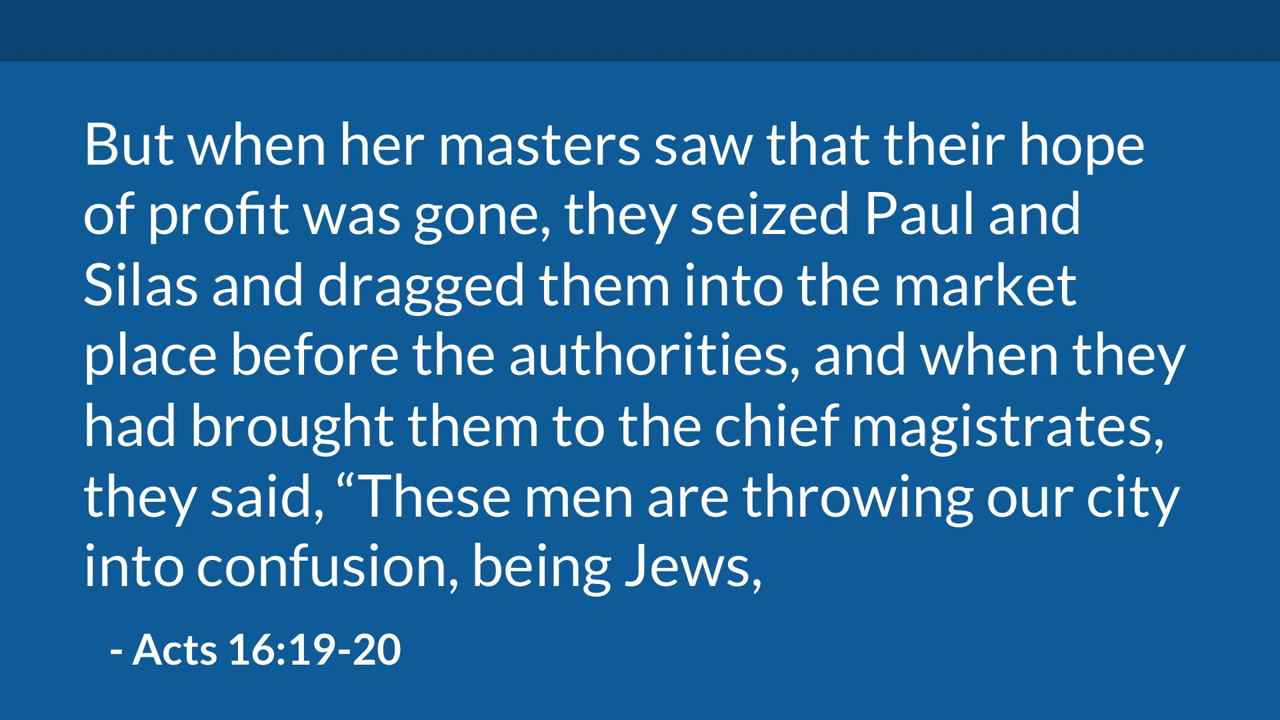 But when her masters saw that their hope
of profit was gone, they seized Paul and
Silas and dragged them into the market
place before the authorities, and when they
had brought them to the chief magistrates,
they said, “These men are throwing our city
into confusion, being Jews,
- Acts 16:19-20